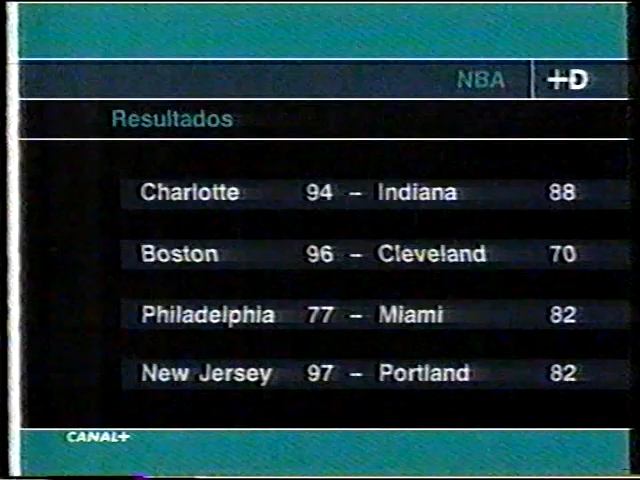 NBA +D
Resultados
Charlotte 94 - Indiana 88
Boston 96 - Cleveland 70
Philadelphia 77 - Miami 82
New Jersey 97 - Portland 82
CANAL+